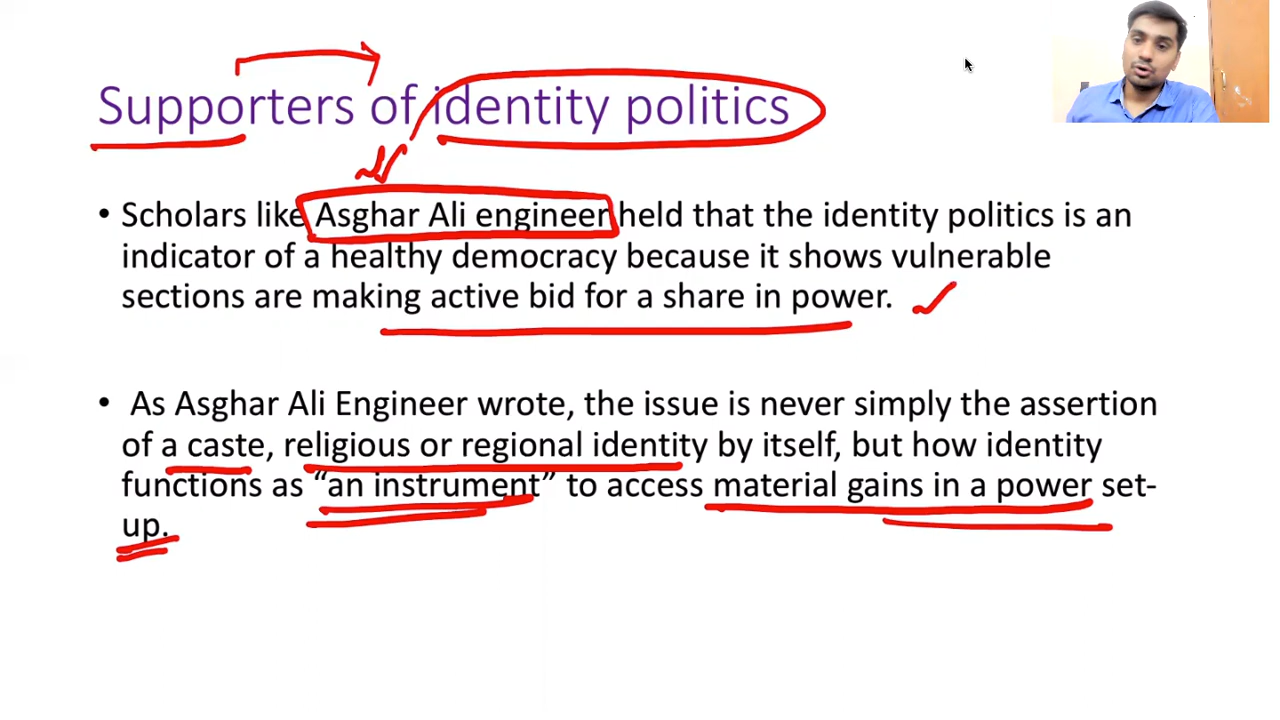 Supporters of identity politics
• Scholars like Asghar Ali engineer held that the identity politics is an
indicator of a healthy democracy because it shows vulnerable
sections are making active bid for a share in power.
• As Asghar Ali Engineer wrote, the issue is never simply the assertion
of a caste, religious or regional identity by itself, but how identity
functions as “an instrument” to access material gains in a power set-
up.